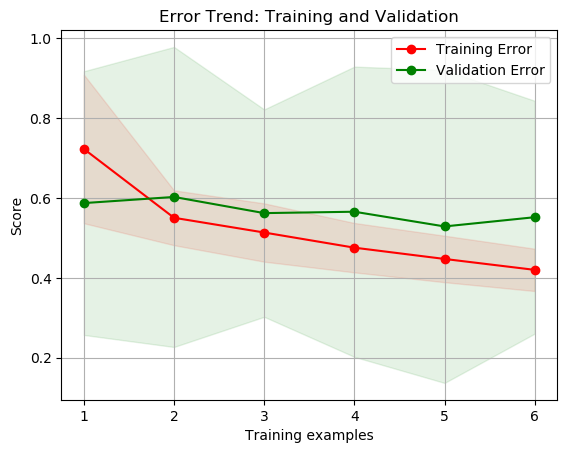 Error Trend: Training and Validation
1.0
0.8
0.6
0.4
0.2
Score
Training Error
Validation Error
1 2 3 4 5 6
Training examples